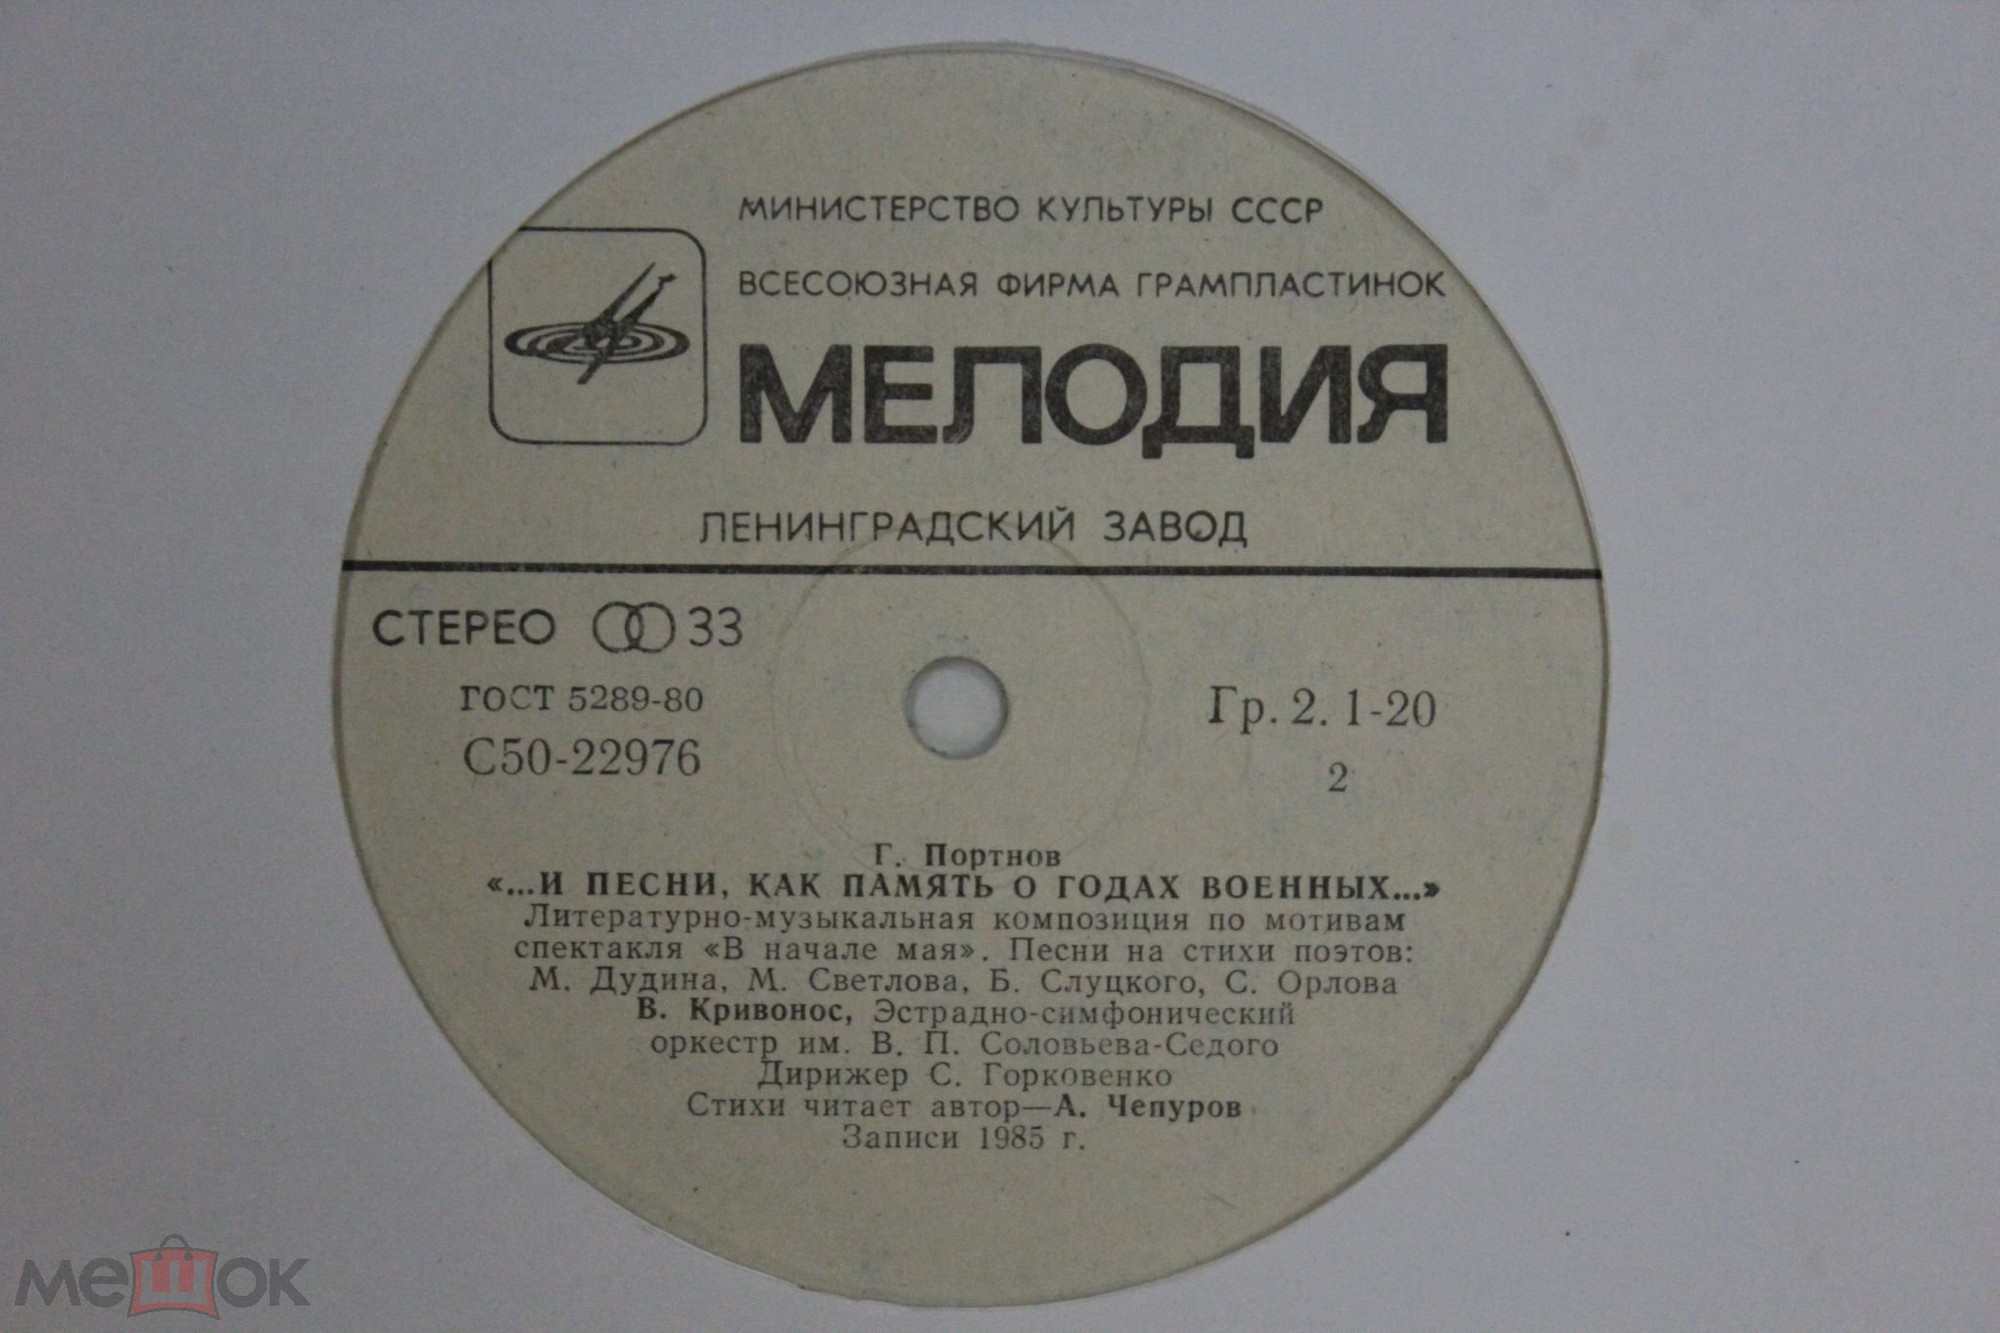 МИНИСТЕРСТВО КУЛЬТУРЫ СССР
ВСЕСОЮЗНАЯ ФИРМА ГРАМПЛАСТИНОК
МЕЛОДИЯ
ЛЕНИНГРАДСКИЙ ЗАВОД
СТЕРЕО 33
ГОСТ 5289-80
С50-22976
Гр. 2. 1-20
2
Г. Портнов
«...И ПЕСНИ, КАК ПАМЯТЬ О ГОДАХ ВОЕННЫХ...»
Литературно-музыкальная композиция по мотивам
спектакля «В начале мая». Песни на стихи поэтов:
М. Дудина, М. Светлова, Б. Слуцкого, С. Орлова
В. Кривонос, Эстрадно-симфонический
оркестр им. В. П. Соловьева-Седого
Дирижер С. Горковенко
Стихи читает автор—А. Чепуров
Записи 1985 г.
мешок